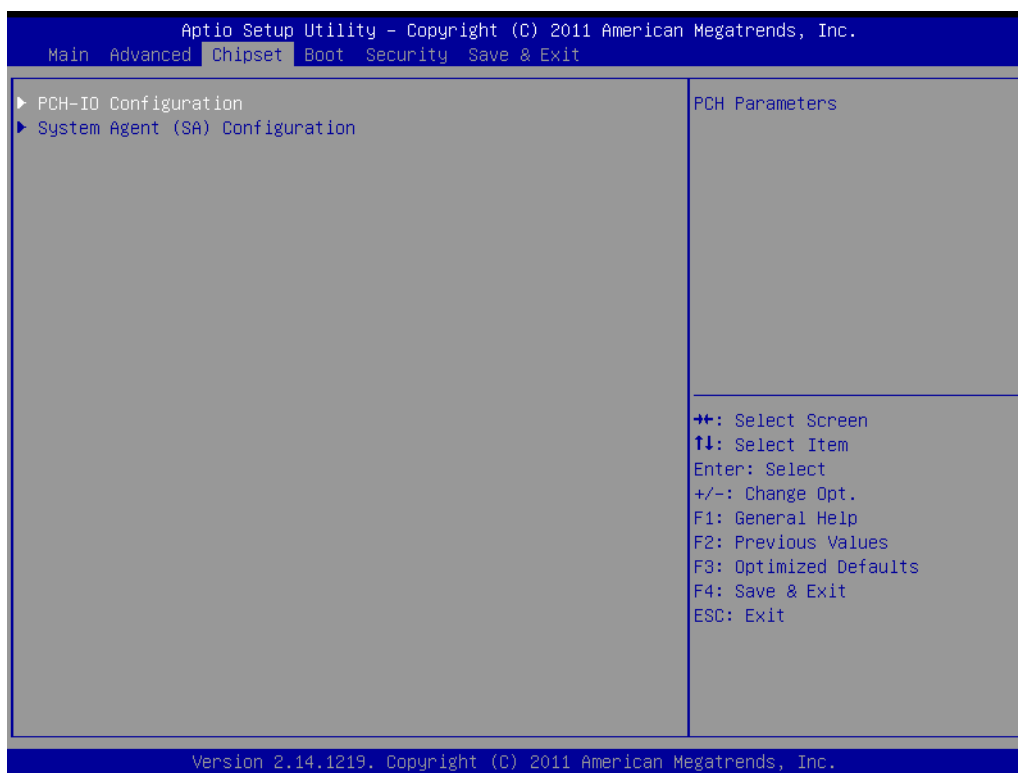 Aptio Setup Utility – Copyright (C) 2011 American Megatrends, Inc.
Main Advanced Chipset Boot Security Save & Exit
PCH-IO Configuration
System Agent (SA) Configuration
PCH Parameters
→←: Select Screen
↑↓: Select Item
Enter: Select
+/-: Change Opt.
F1: General Help
F2: Previous Values
F3: Optimized Defaults
F4: Save & Exit
ESC: Exit
Version 2.14.1219. Copyright (C) 2011 American Megatrends, Inc.